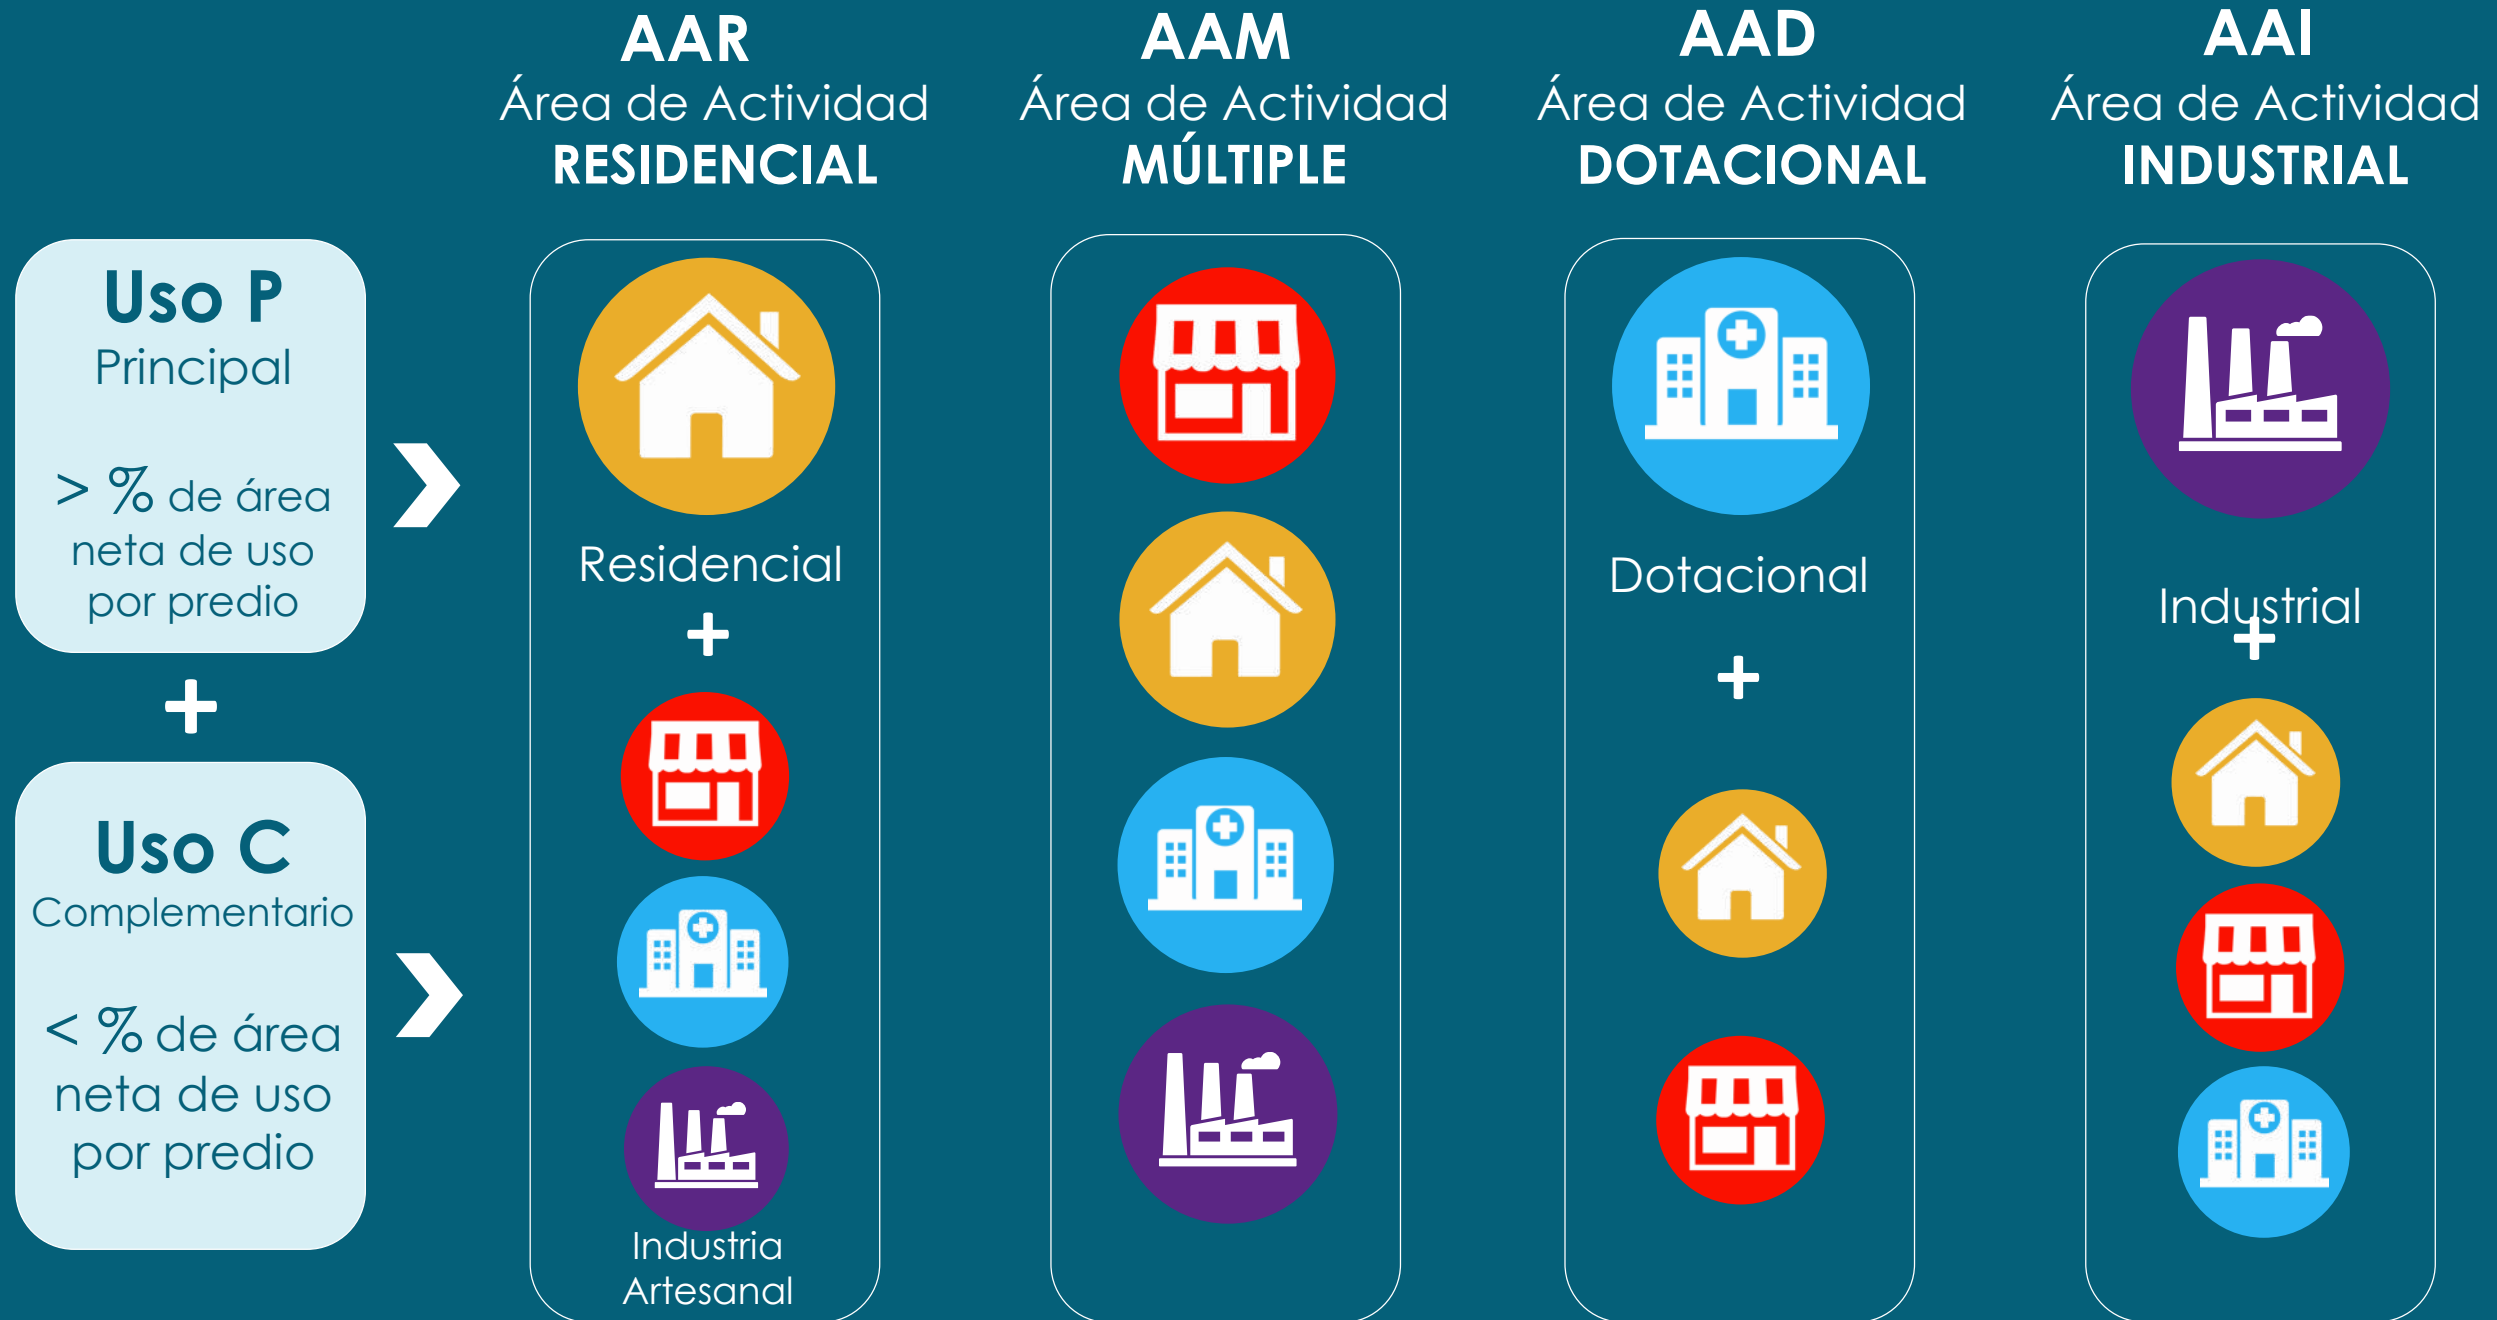 AAR
Área de Actividad
RESIDENCIAL
AAM
Área de Actividad
MÚLTIPLE
AAD
Área de Actividad
DOTACIONAL
AAI
Área de Actividad
INDUSTRIAL
Uso P
Principal
> % de área
neta de uso
por predio
+
Uso C
Complementario
< % de área
neta de uso
por predio
Residencial
+
Industria
Artesanal
Dotacional
+
Industrial
+